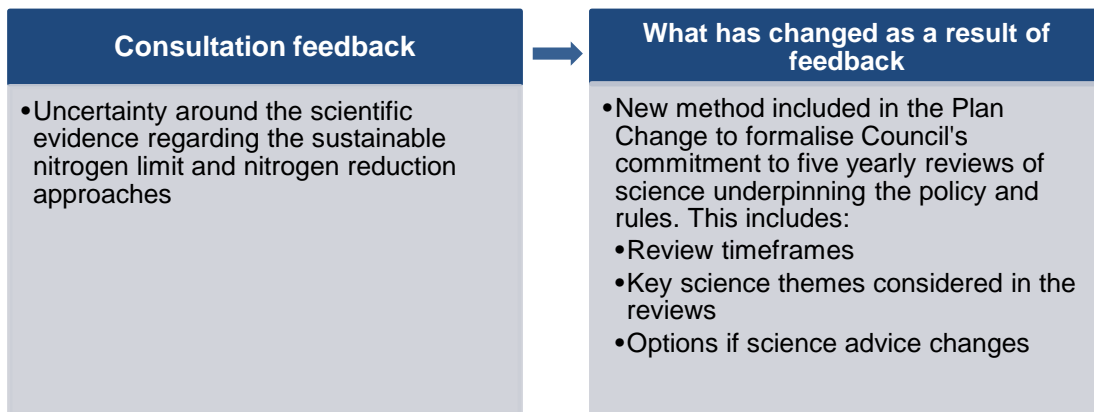 Consultation feedback
•Uncertainty around the scientific
evidence regarding the sustainable
nitrogen limit and nitrogen reduction
approaches
What has changed as a result of
feedback
•New method included in the Plan
Change to formalise Council's
commitment to five yearly reviews of
science underpinning the policy and
rules. This includes:
•Review timeframes
•Key science themes considered in the
reviews
•Options if science advice changes